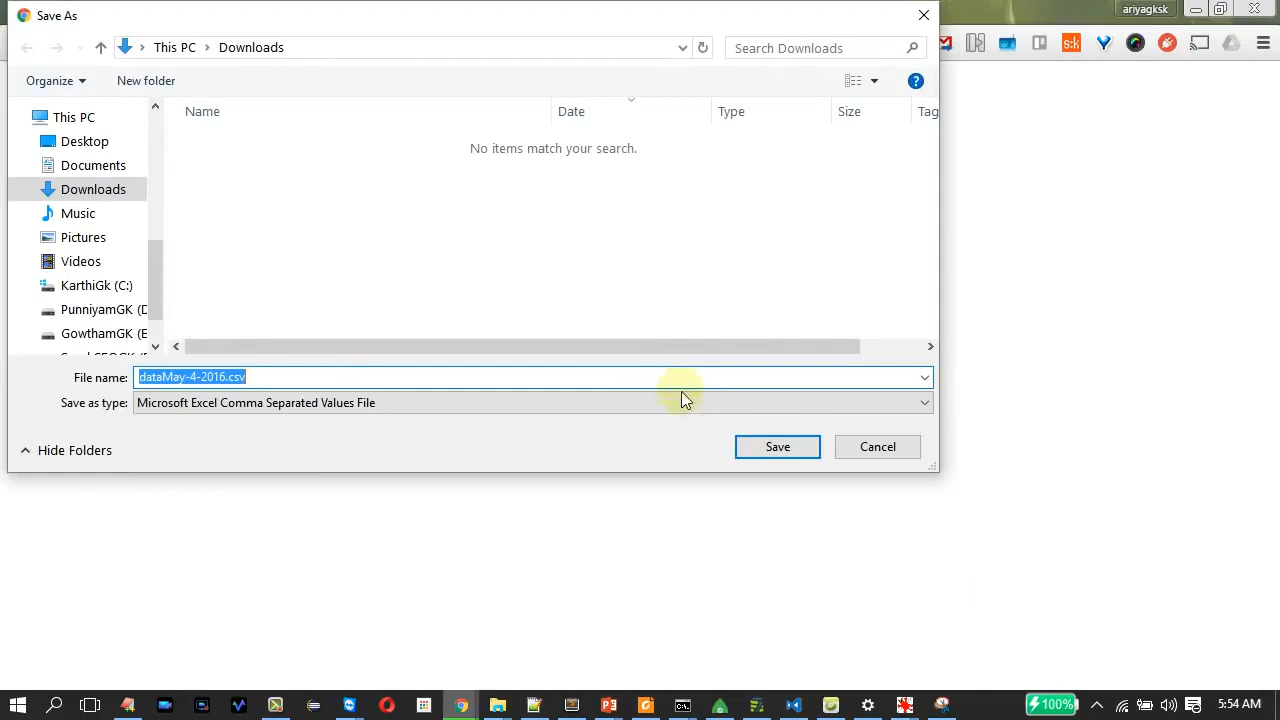 Save As
ariyagksk
This PC
Downloads
Search Downloads
s:k
Organize
New folder
?
Name
Date
Type
Size
Tag
This PC
Desktop
Documents
Downloads
Music
Pictures
Videos
KarthiGk (C:)
PunniyamGK (D
GowthamGK (E
No items match your search.
File name:
dataMay-4-2016.csv
Save as type:
Microsoft Excel Comma Separated Values File
Hide Folders
Save
Cancel
100%
5:54 AM